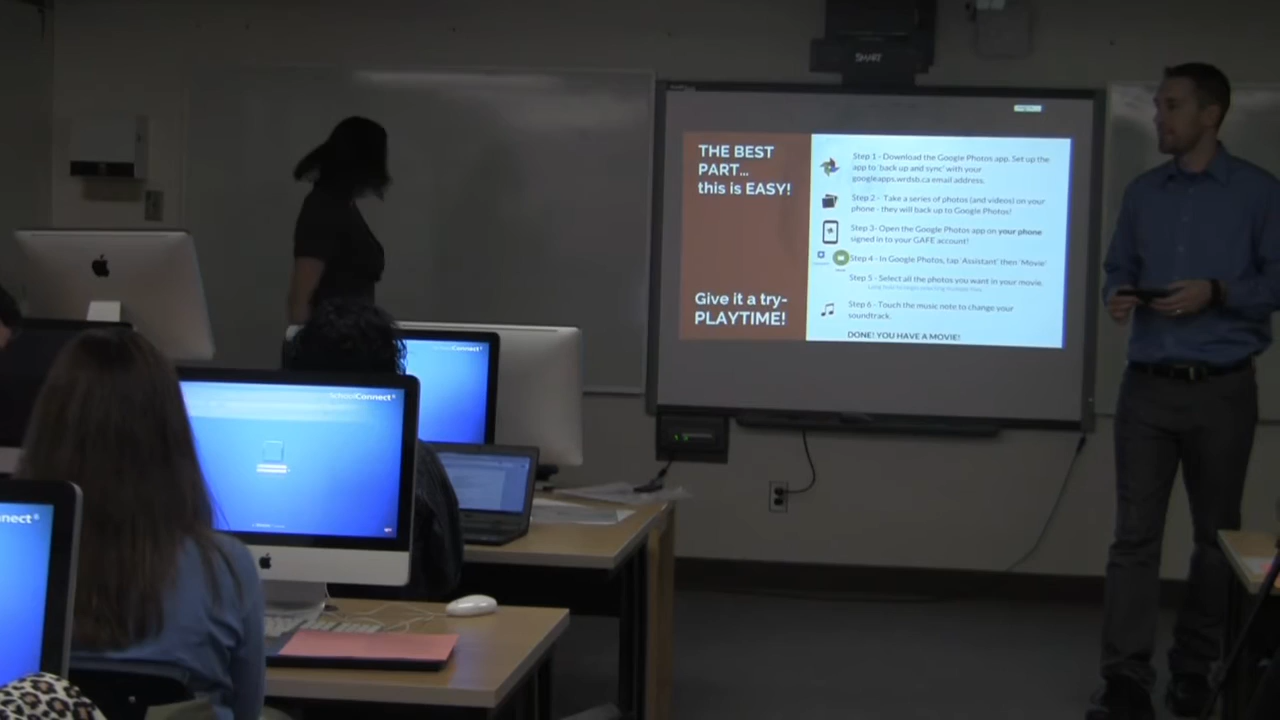 SMART
THE BEST
PART...
this is EASY!
Give it a try-
PLAYTIME!
Step 1 - Download the Google Photos app. Set up the
app to 'back up and sync' with your
googleapps.wrdsb.ca email address.
Step 2 - Take a series of photos (and videos) on your
phone - they will back up to Google Photos!
Step 3- Open the Google Photos app on your phone
signed in to your GAFE account!
Step 4 - In Google Photos, tap 'Assistant' then 'Movie'
Step 5 - Select all the photos you want in your movie.
Step 6 - Touch the music note to change your
soundtrack.
DONE! YOU HAVE A MOVIE!
SchoolConnect
SchoolConnect
nnect